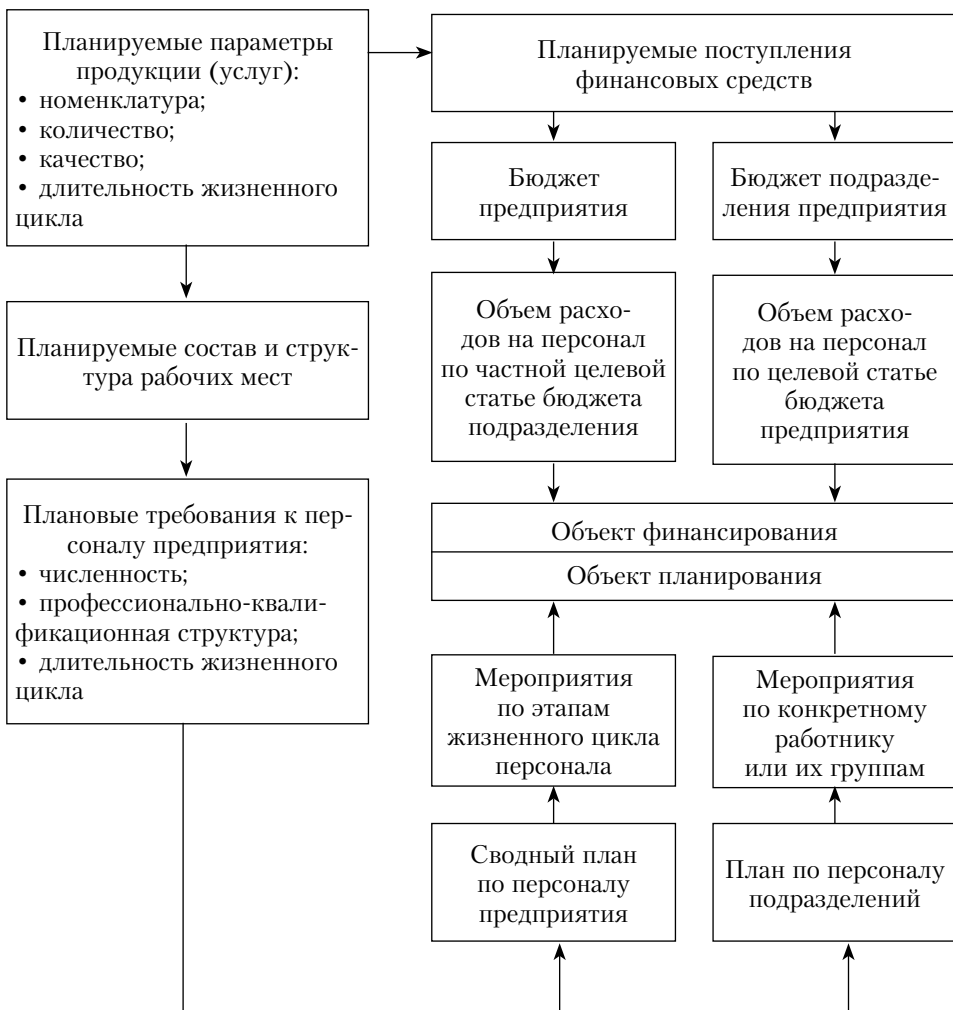 Планируемые параметры
продукции (услуг):
• номенклатура;
• количество;
• качество;
• длительность жизненного
цикла
Планируемые состав и струк-
тура рабочих мест
Плановые требования к пер-
соналу предприятия:
• численность;
• профессионально-квали-
фикационная структура;
• длительность жизненного
цикла
Планируемые поступления
финансовых средств
Бюджет
предприятия
Бюджет подразде-
ления предприятия
Объем расхо-
дов на персонал
по частной целевой
статье бюджета
подразделения
Объем расхо-
дов на персонал
по целевой статье
бюджета
предприятия
Объект финансирования
Объект планирования
Мероприятия
по этапам
жизненного цикла
персонала
Мероприятия
по конкретному
работнику
или их группам
Сводный план
по персоналу
предприятия
План по персоналу
подразделений